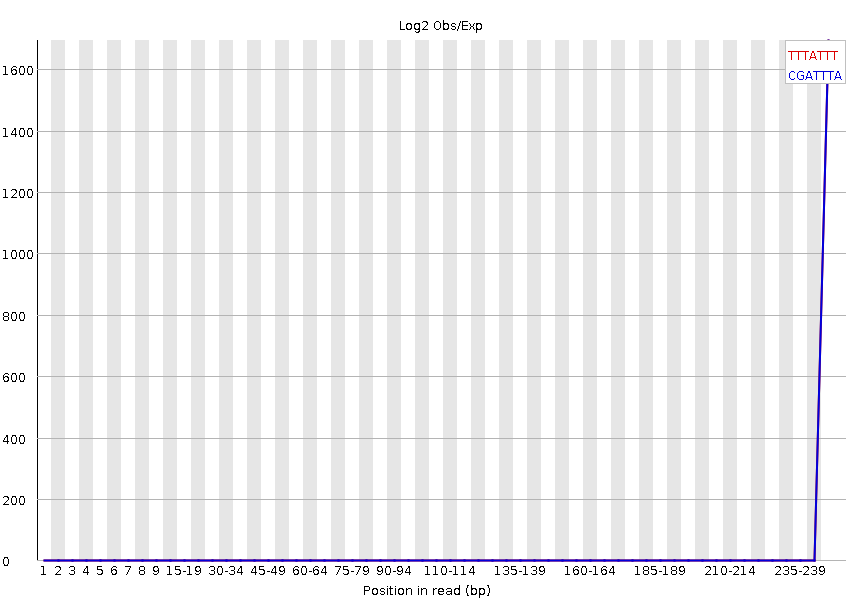 Log2 Obs/Exp
TTTATTT
CGATTTA
1600
1400
1200
1000
800
600
400
200
0
1 2 3 4 5 6 7 8 9 15-19 30-34 45-49 60-64 75-79 90-94 110-114 135-139 160-164 185-189 210-214 235-239
Position in read (bp)